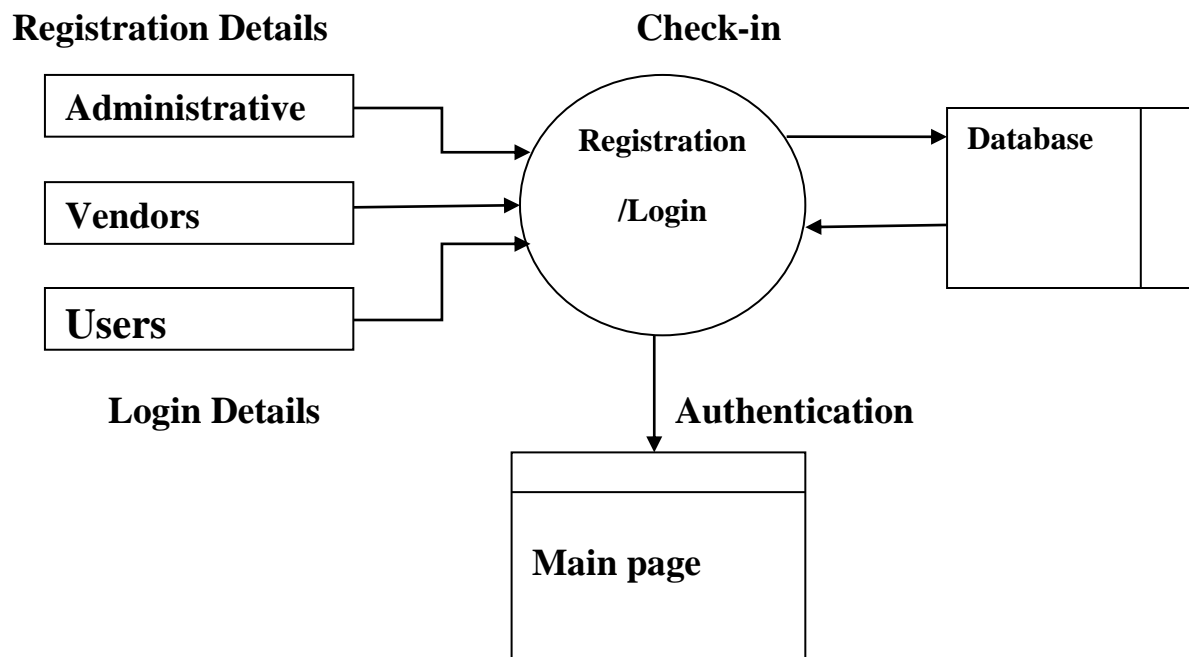 Registration Details
Check-in
Administrative
Registration
/Login
Database
Vendors
Users
Login Details
Authentication
Main page